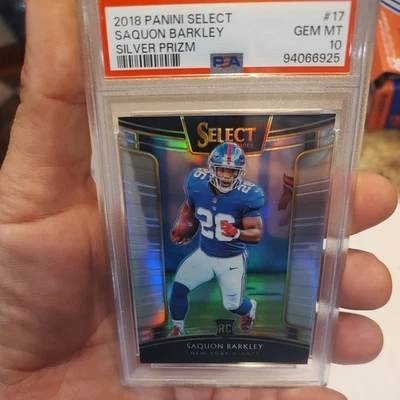 2018 PANINI SELECT #17
SAQUON BARKLEY GEM MT
SILVER PRIZM PSA 10
94066925
SELECT
26
26
RC
SAQUON BARKLEY
NEW YORK GIANTS